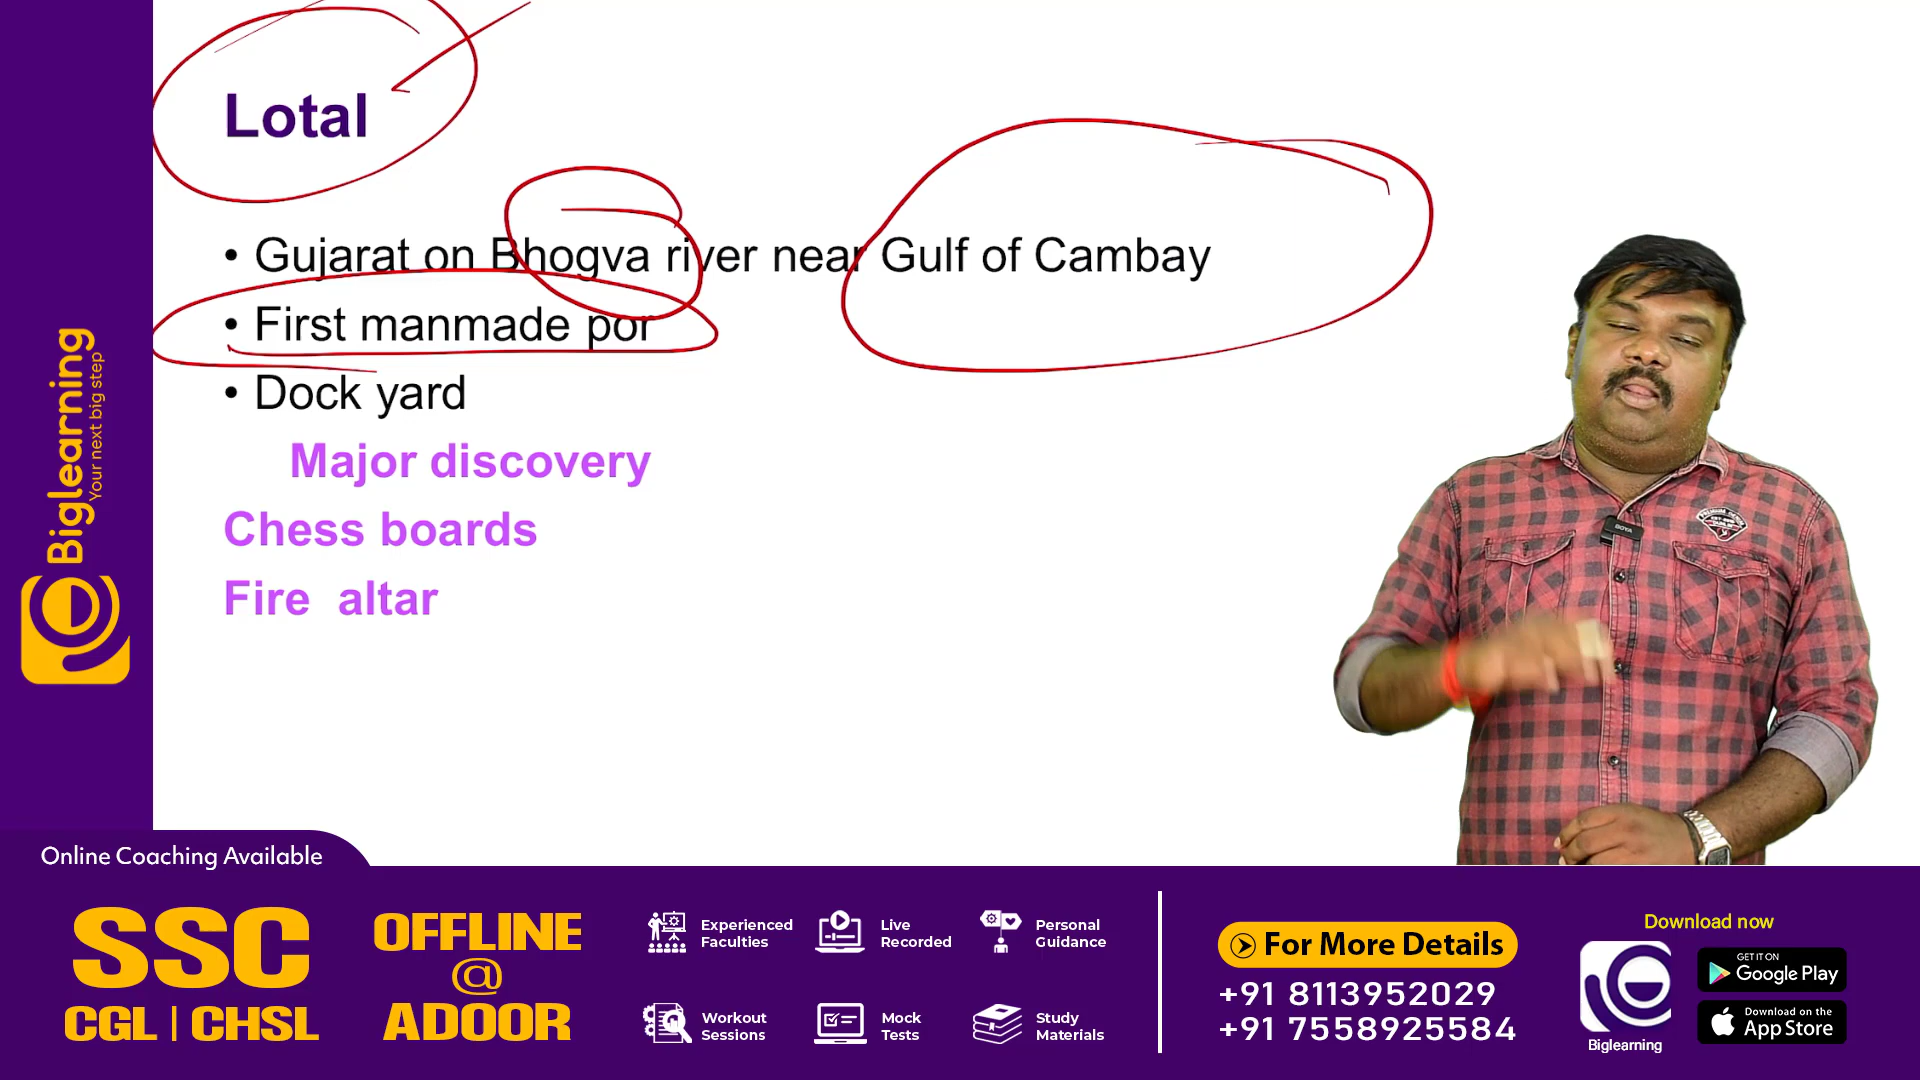 Lotal
• Gujarat on Bhogva river near Gulf of Cambay
• First manmade por
• Dock yard
Major discovery
Chess boards
Fire altar
Biglearning
Your next big step
BOYA
Online Coaching Available
SSC
CGL | CHSL
OFFLINE
@
ADOOR
Experienced
Faculties
Live
Recorded
Personal
Guidance
Workout
Sessions
Mock
Tests
Study
Materials
For More Details
+91 8113952029
+91 7558925584
Download now
Biglearning
GET IT ON
Google Play
Download on the
App Store